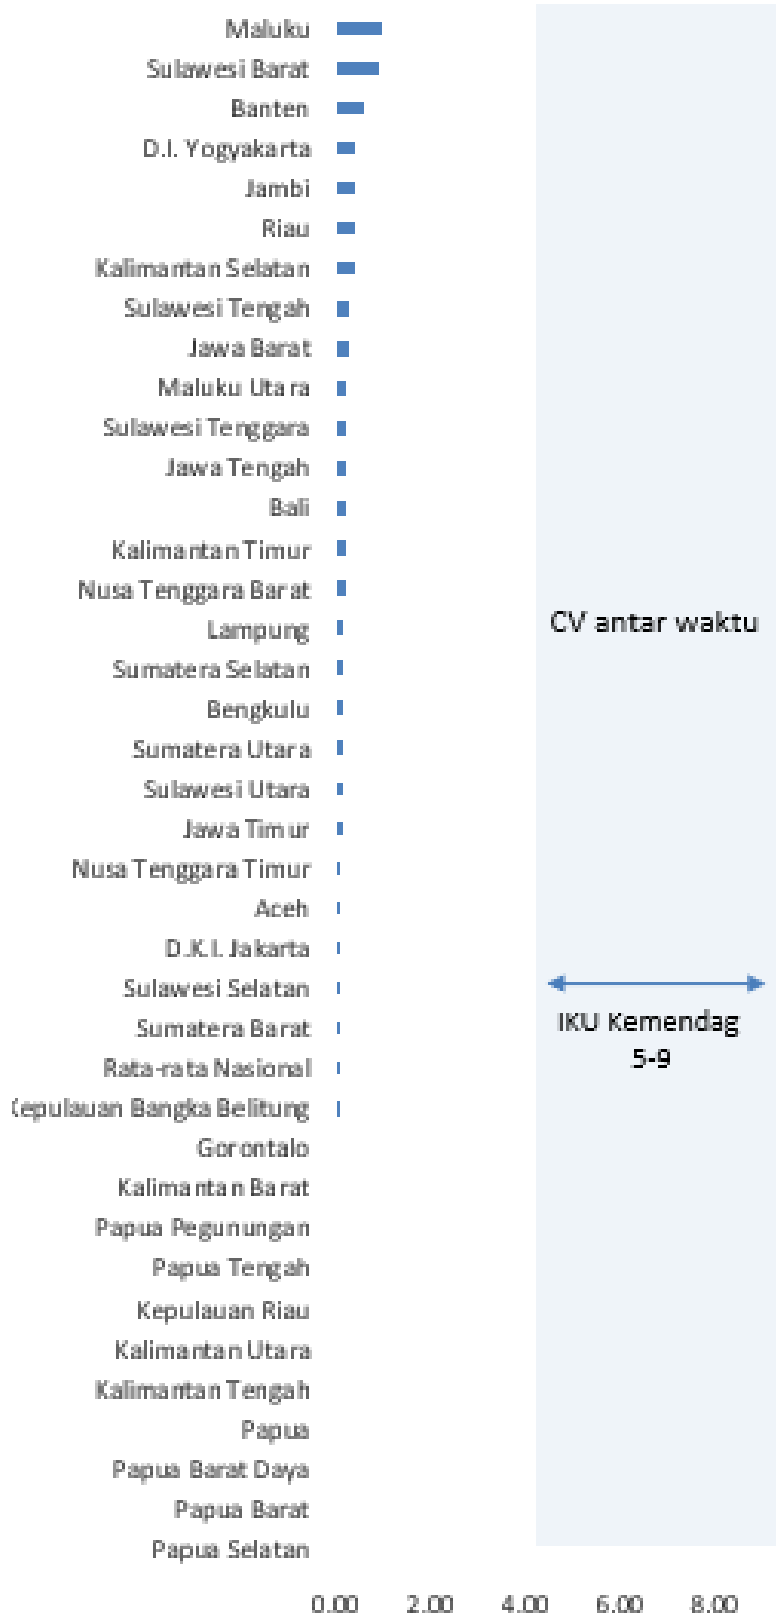 Maluku
Sulawesi Barat
Banten
D.I. Yogyakarta
Jambi
Riau
Kalimantan Selatan
Sulawesi Tengah
Jawa Barat
Maluku Utara
Sulawesi Tenggara
Jawa Tengah
Bali
Kalimantan Timur
Nusa Tenggara Barat
Lampung
CV antar waktu
Sumatera Selatan
Bengkulu
Sumatera Utara
Sulawesi Utara
Jawa Timur
Nusa Tenggara Timur
Aceh
D.K.I. Jakarta
Sulawesi Selatan
Sumatera Barat
IKU Kemendag
5-9
Rata-rata Nasional
Kepulauan Bangka Belitung
Gorontalo
Kalimantan Barat
Papua Pegunungan
Papua Tengah
Kepulauan Riau
Kalimantan Utara
Kalimantan Tengah
Papua
Papua Barat Daya
Papua Barat
Papua Selatan
0.00 2.00 4.00 6.00 8.00